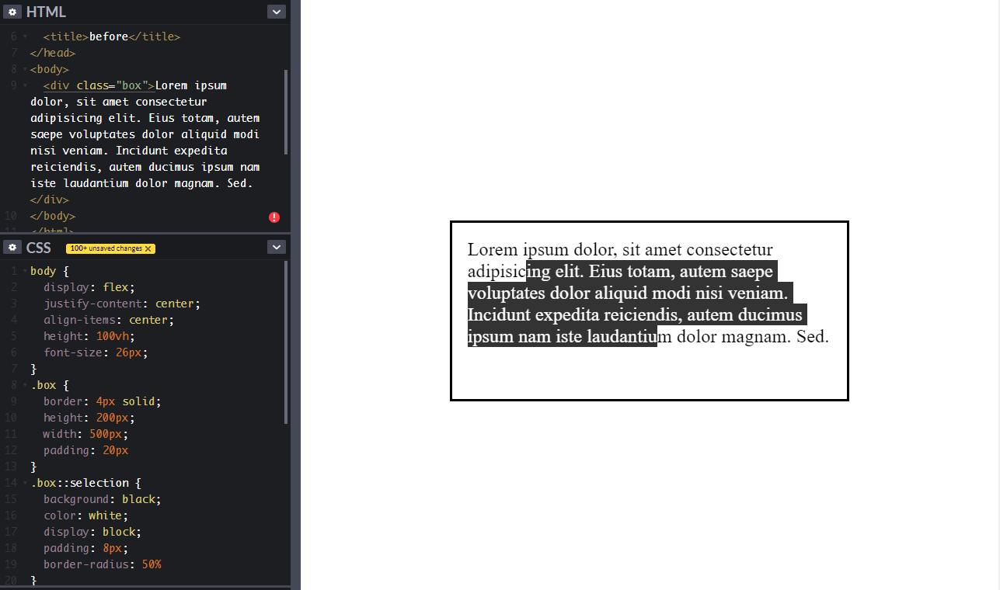 HTML
6 <title>before</title>
7 </head>
8 <body>
9 <div class="box">Lorem ipsum
dolor, sit amet consectetur
adipisicing elit. Eius totam, autem
saepe voluptates dolor aliquid modi
nisi veniam. Incidunt expedita
reiciendis, autem ducimus ipsum nam
iste laudantium dolor magnam. Sed.
</div>
10 </body>
11 </html>
CSS 100+ unsaved changes X
1 body {
2 display: flex;
3 justify-content: center;
4 align-items: center;
5 height: 100vh;
6 font-size: 26px;
7 }
8 .box {
9 border: 4px solid;
10 height: 200px;
11 width: 500px;
12 padding: 20px
13 }
14 .box::selection {
15 background: black;
16 color: white;
17 display: block;
18 padding: 8px;
19 border-radius: 50%
20 }
Lorem ipsum dolor, sit amet consectetur
adipisicing elit. Eius totam, autem saepe
voluptates dolor aliquid modi nisi veniam.
Incidunt expedita reiciendis, autem ducimus
ipsum nam iste laudantium dolor magnam. Sed.